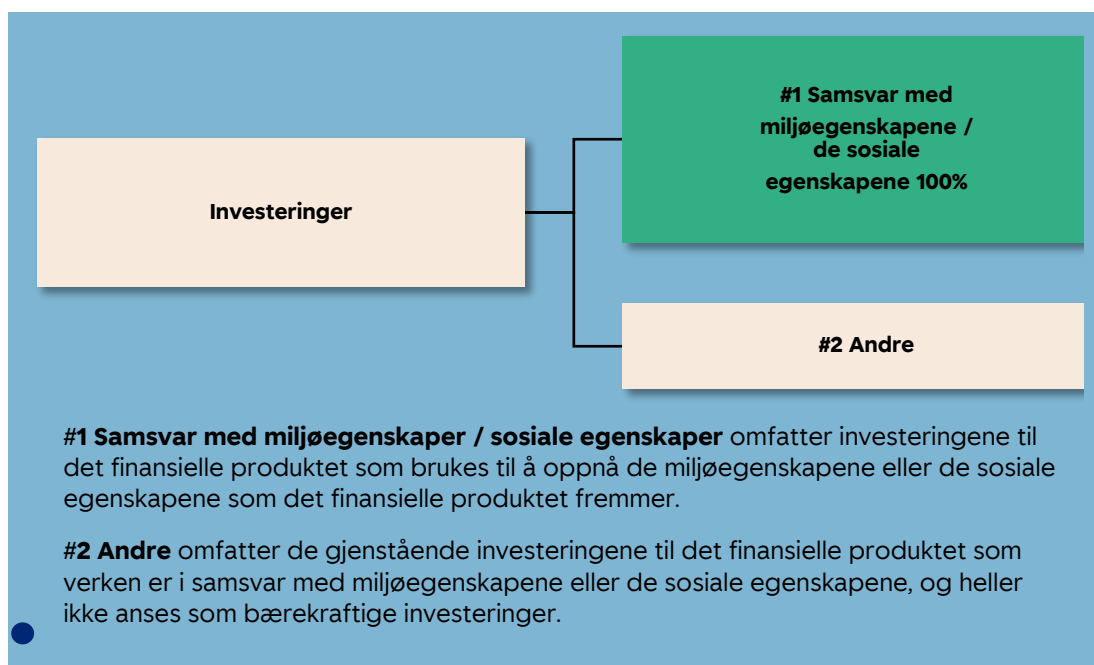 #1 Samsvar med
miljøegenskapene /
de sosiale
egenskapene 100%
Investeringer
#2 Andre
#1 Samsvar med miljøegenskaper / sosiale egenskaper omfatter investeringene til
det finansielle produktet som brukes til å oppnå de miljøegenskapene eller de sosiale
egenskapene som det finansielle produktet fremmer.
#2 Andre omfatter de gjenstående investeringene til det finansielle produktet som
verken er i samsvar med miljøegenskapene eller de sosiale egenskapene, og heller
ikke anses som bærekraftige investeringer.